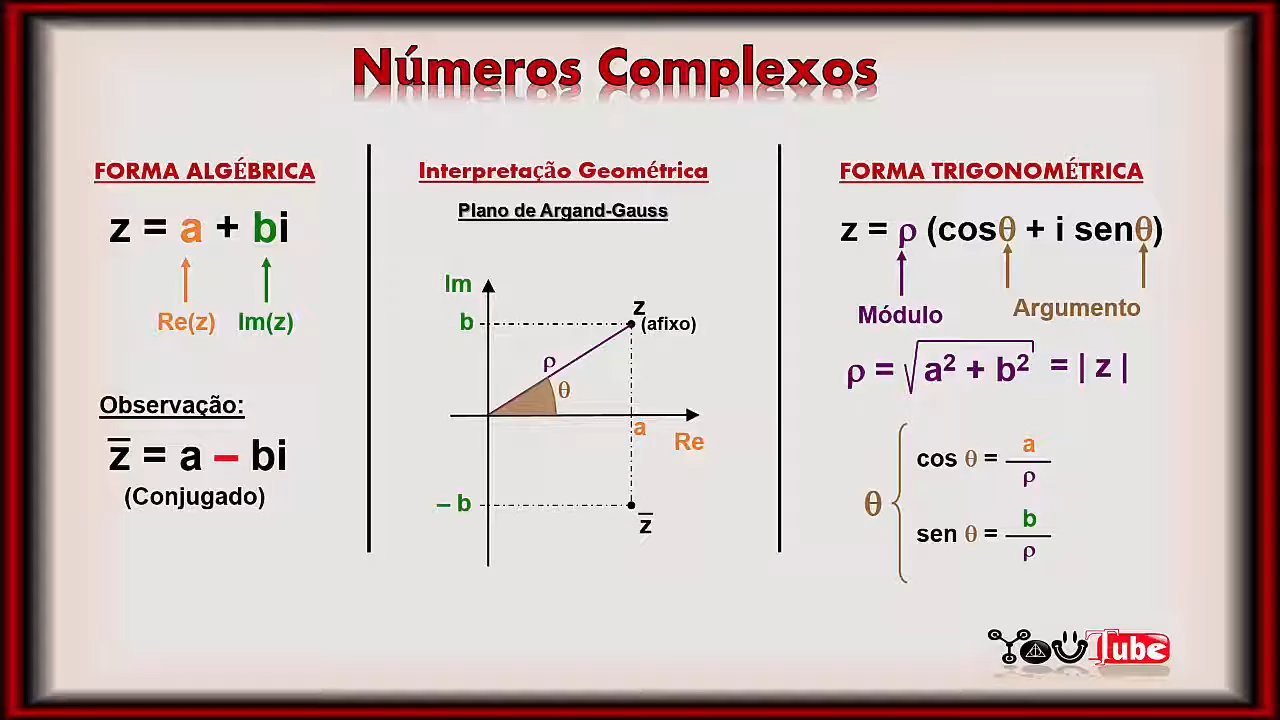 Números Complexos
FORMA ALGÉBRICA
z = a + bi
Re(z) Im(z)
Observação:
z̅ = a – bi
(Conjugado)
Interpretação Geométrica
Plano de Argand-Gauss
Im
b
z
(afixo)
ρ
θ
a
Re
– b
z̅
FORMA TRIGONOMÉTRICA
z = ρ (cosθ + i senθ)
Módulo
Argumento
ρ = √a² + b² = | z |
θ
cos θ = a/ρ
sen θ = b/ρ
YouTube